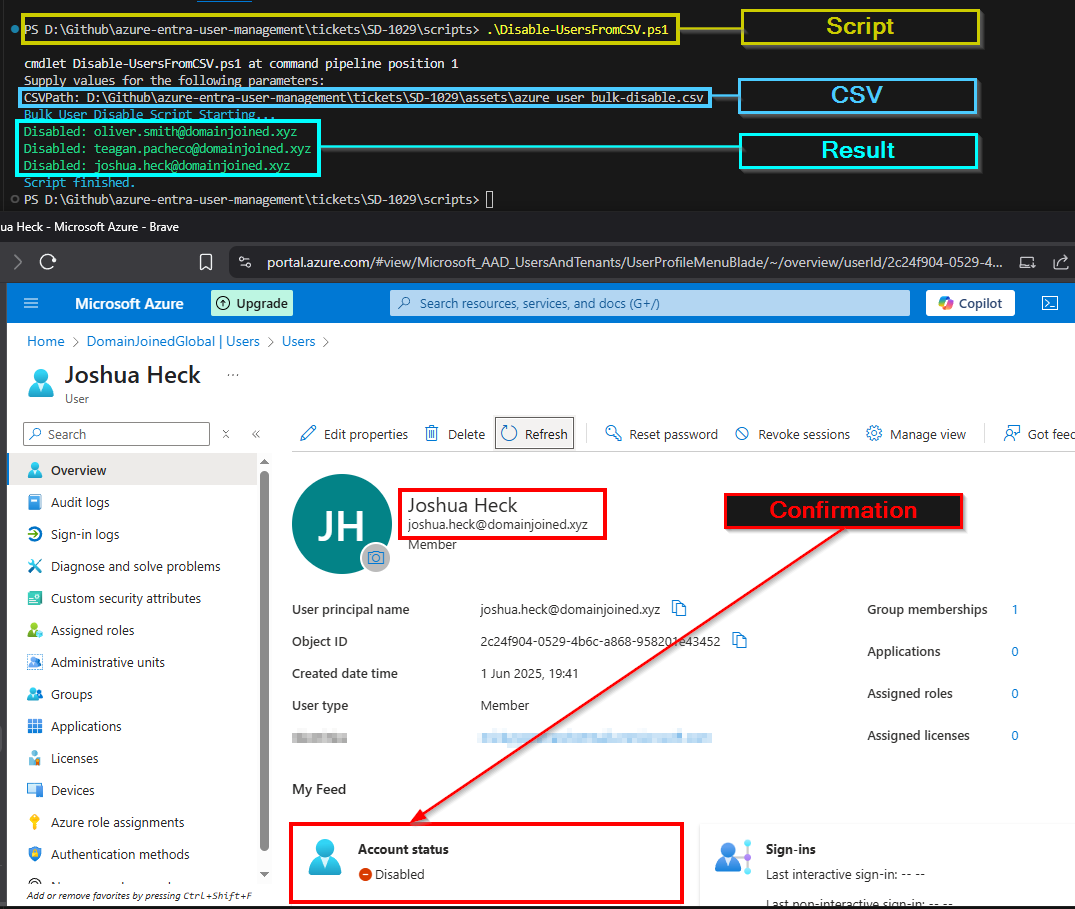 PS D:\Github\azure-entra-user-management\tickets\SD-1029\scripts> .\Disable-UsersFromCSV.ps1
Script
cmdlet Disable-UsersFromCSV.ps1 at command pipeline position 1
Supply values for the following parameters:
CSVPath: D:\Github\azure-entra-user-management\tickets\SD-1029\assets\azure_user_bulk-disable.csv
CSV
Bulk User Disable Script Starting...
Disabled: oliver.smith@domainjoined.xyz
Disabled: teagan.pacheco@domainjoined.xyz
Disabled: joshua.heck@domainjoined.xyz
Result
Script finished.
PS D:\Github\azure-entra-user-management\tickets\SD-1029\scripts>
ua Heck - Microsoft Azure - Brave
portal.azure.com/#view/Microsoft_AAD_UsersAndTenants/UserProfileMenuBlade/~/overview/userId/2c24f904-0529-4...
Microsoft Azure
Upgrade
Search resources, services, and docs (G+/)
Copilot
Home > DomainJoinedGlobal | Users > Users >
Joshua Heck ...
User
Search
Edit properties
Delete
Refresh
Reset password
Revoke sessions
Manage view
Got feed
Overview
Audit logs
Sign-in logs
Diagnose and solve problems
Custom security attributes
Assigned roles
Administrative units
Groups
Applications
Licenses
Devices
Azure role assignments
Authentication methods
Add or remove favorites by pressing Ctrl+Shift+F
JH
Joshua Heck
joshua.heck@domainjoined.xyz
Member
Confirmation
User principal name joshua.heck@domainjoined.xyz
Object ID 2c24f904-0529-4b6c-a868-958201e43452
Created date time 1 Jun 2025, 19:41
User type Member
Group memberships 1
Applications 0
Assigned roles 0
Assigned licenses 0
My Feed
Account status
Disabled
Sign-ins
Last interactive sign-in: -- --
Last non-interactive sign-in: -- --